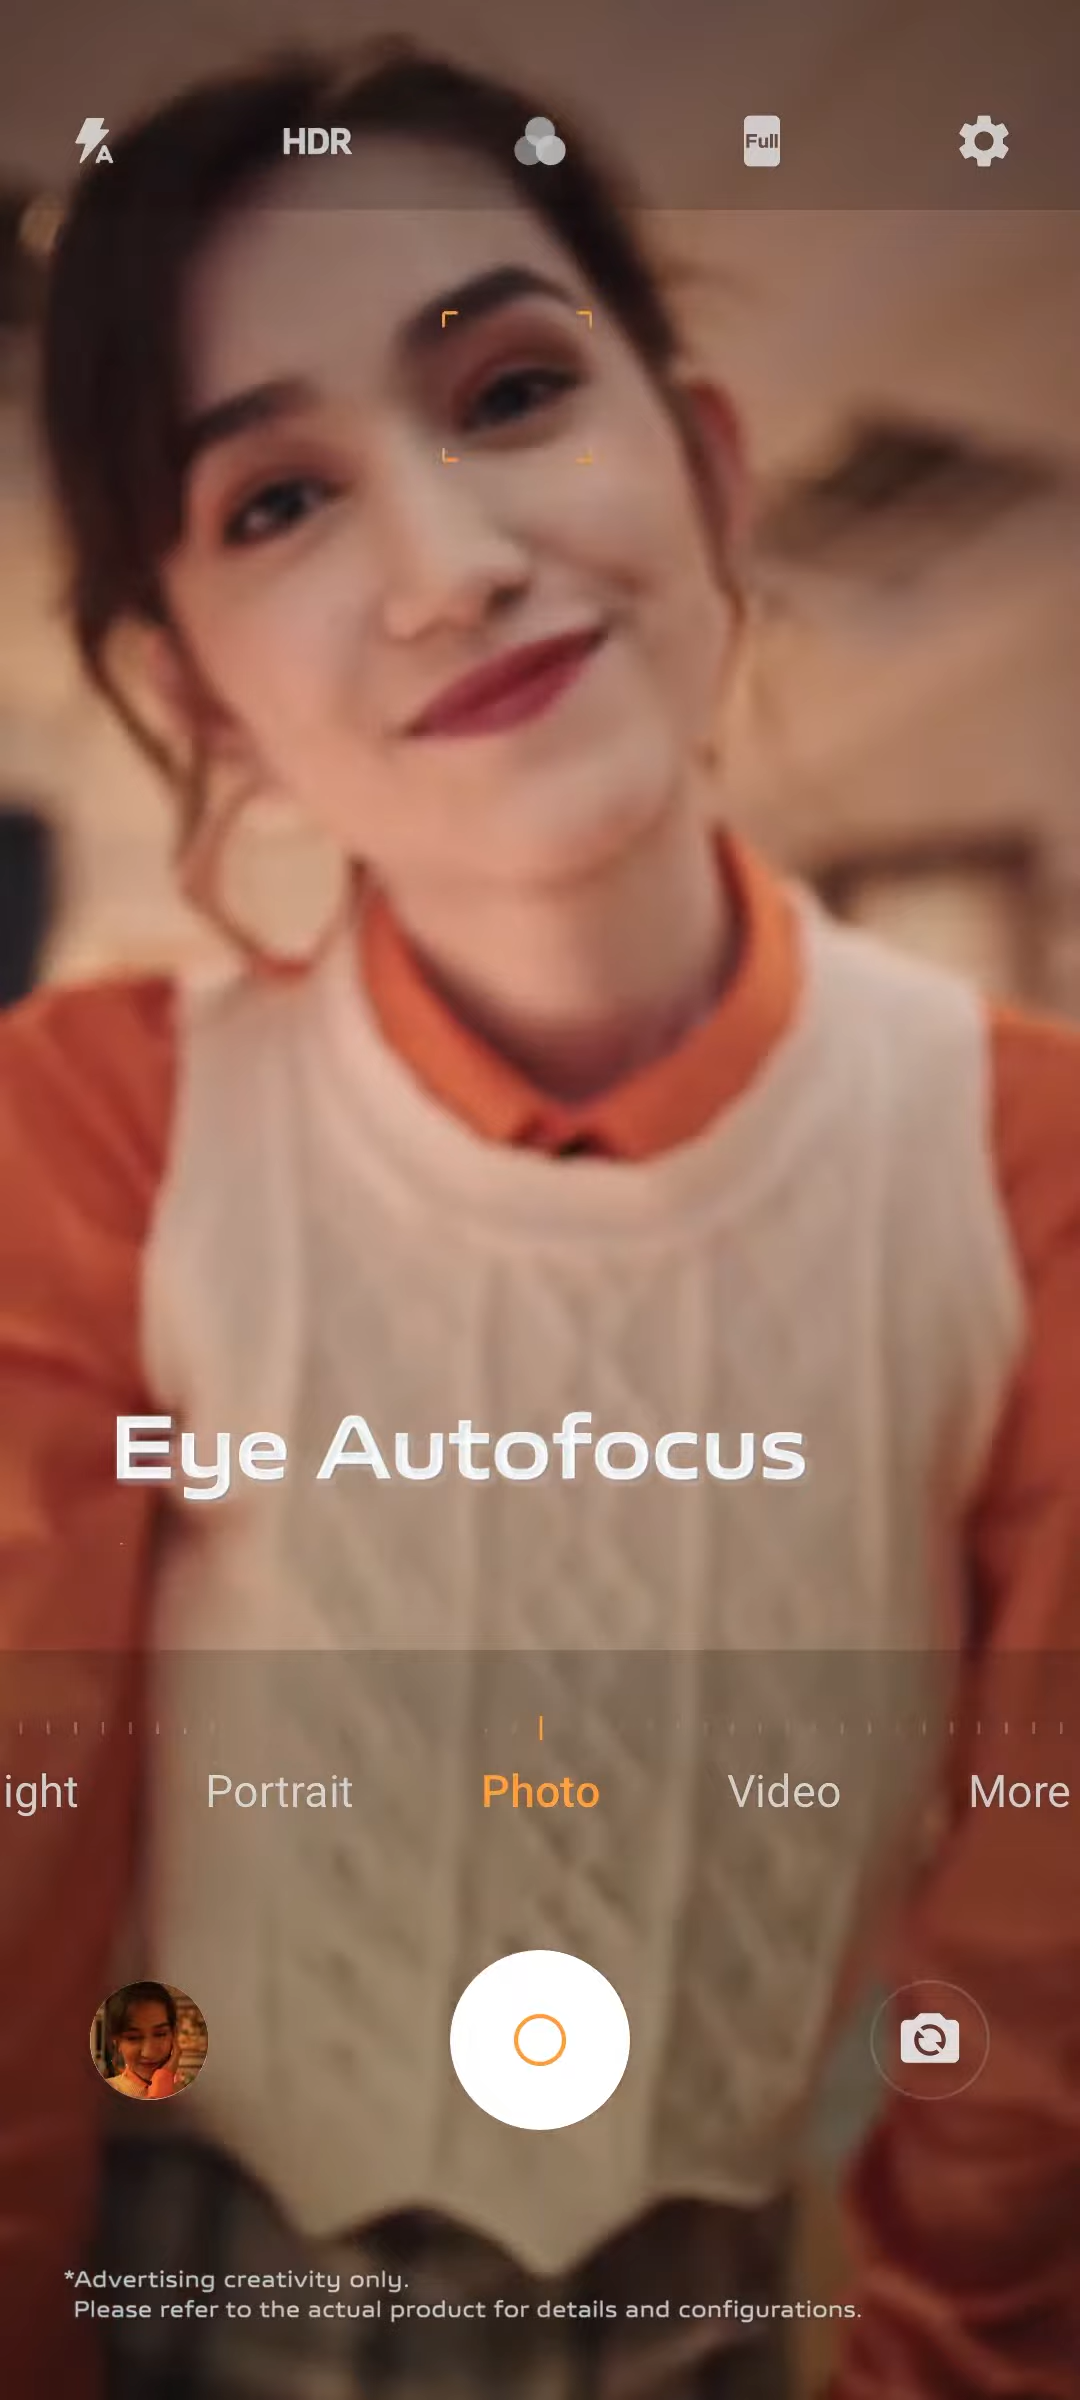 A
HDR
Full
Eye Autofocus
ight Portrait Photo Video More
*Advertising creativity only.
Please refer to the actual product for details and configurations.